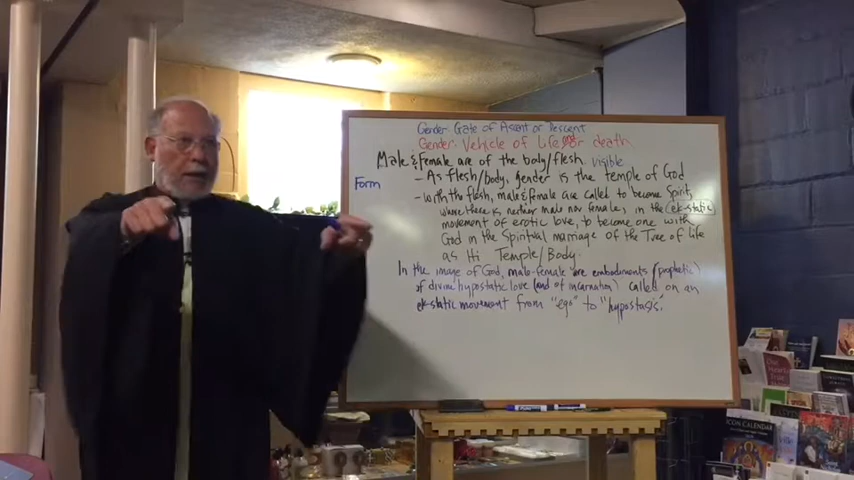 Gender: Gate of Ascent or Descent
Gender: Vehicle of Life or death
Male & Female are of the body/flesh visible
Form
- As flesh/body, gender is the temple of God
- With the flesh, male & female are called to become Spirit,
where there is neither male nor female, in the (ek-static)
movement of erotic love, to become one with
God in the Spiritual marriage of the Tree of Life
as Hi Temple/Body
In the image of God, male-female are embodiments (prophetic)
of divine hypostatic love (and of incarnation) called on an
ek-static movement from "ego" to "hypostasis".
ICON
CALENDAR